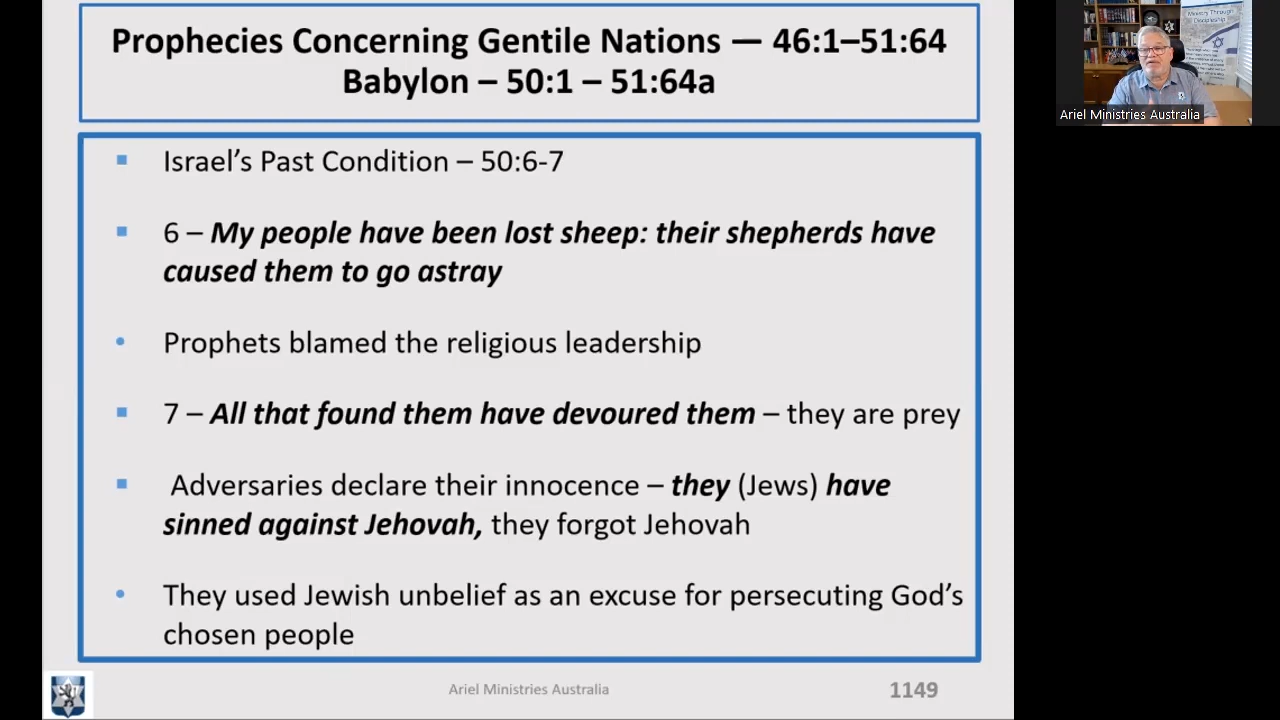 Prophecies Concerning Gentile Nations — 46:1–51:64
Babylon – 50:1 – 51:64a
Israel’s Past Condition – 50:6-7
6 – My people have been lost sheep: their shepherds have
caused them to go astray
Prophets blamed the religious leadership
7 – All that found them have devoured them – they are prey
Adversaries declare their innocence – they (Jews) have
sinned against Jehovah, they forgot Jehovah
They used Jewish unbelief as an excuse for persecuting God’s
chosen people
Ariel Ministries Australia
1149
Ministry Through
Discipleship
Ariel Ministries Australia